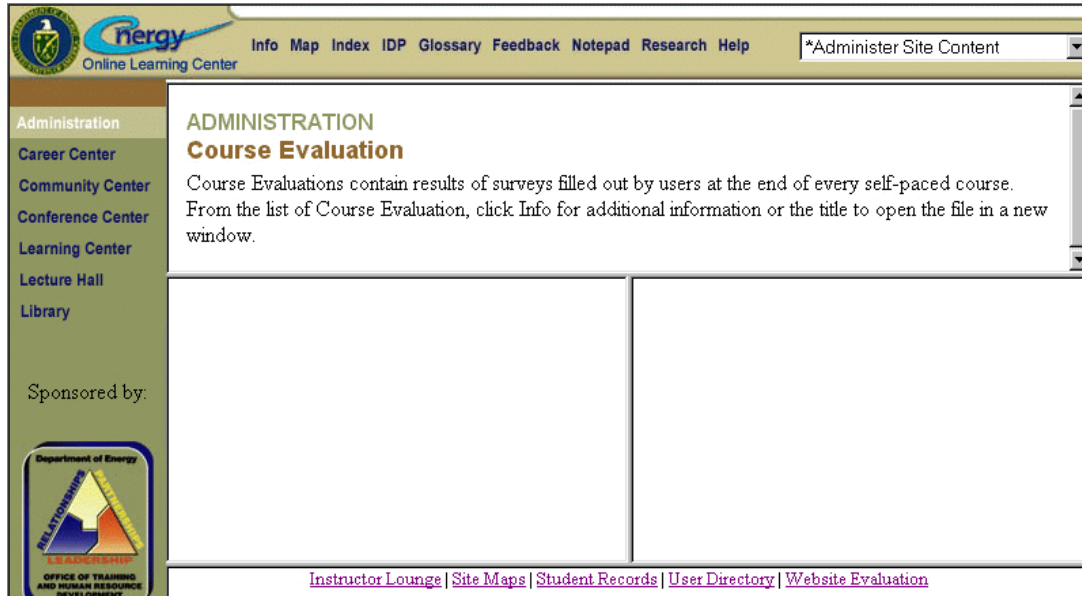 energy
Online Learning Center
Info Map Index IDP Glossary Feedback Notepad Research Help
*Administer Site Content
Administration
Career Center
Community Center
Conference Center
Learning Center
Lecture Hall
Library
Sponsored by:
Department of Energy
RELATIONSHIPS
PARTNERSHIPS
LEADERSHIP
OFFICE OF TRAINING
AND HUMAN RESOURCE
DEVELOPMENT
ADMINISTRATION
Course Evaluation
Course Evaluations contain results of surveys filled out by users at the end of every self-paced course.
From the list of Course Evaluation, click Info for additional information or the title to open the file in a new
window.
Instructor Lounge | Site Maps | Student Records | User Directory | Website Evaluation